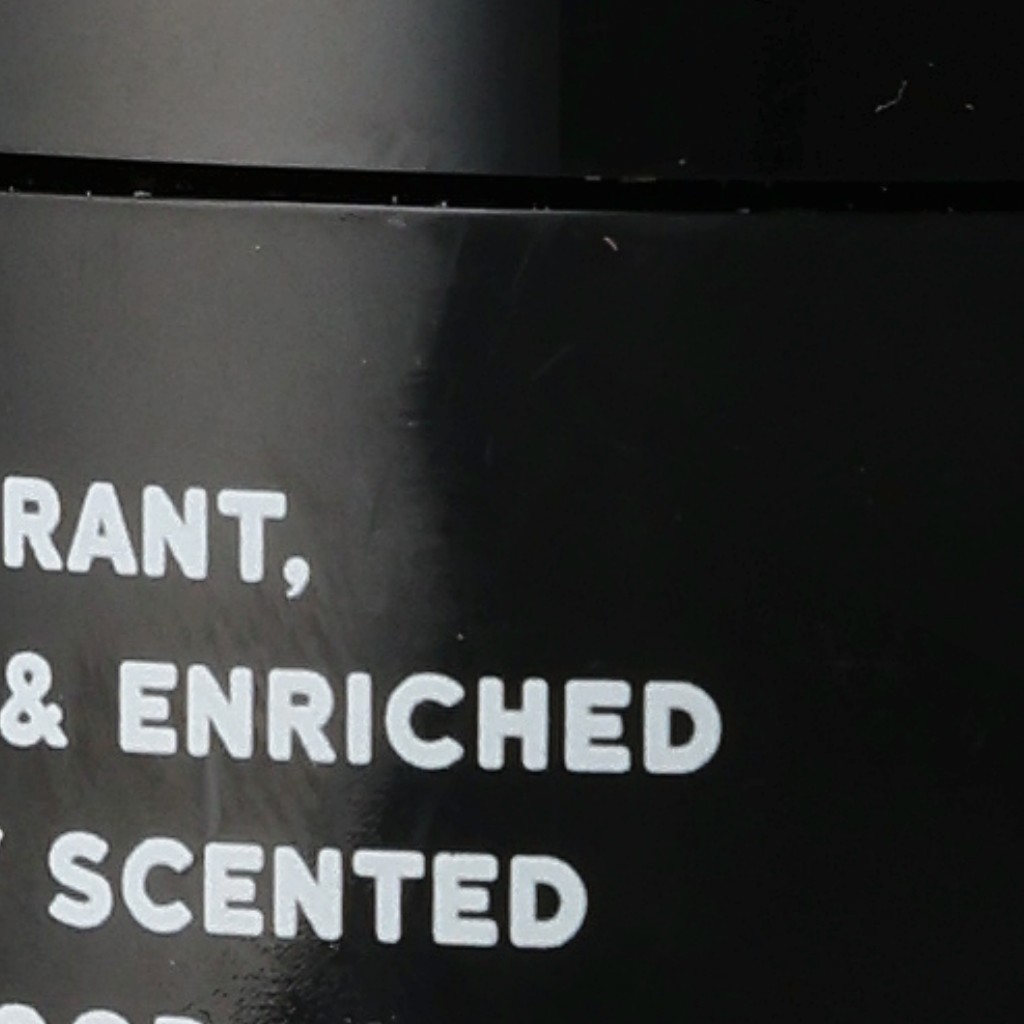 RANT,
& ENRICHED
SCENTED